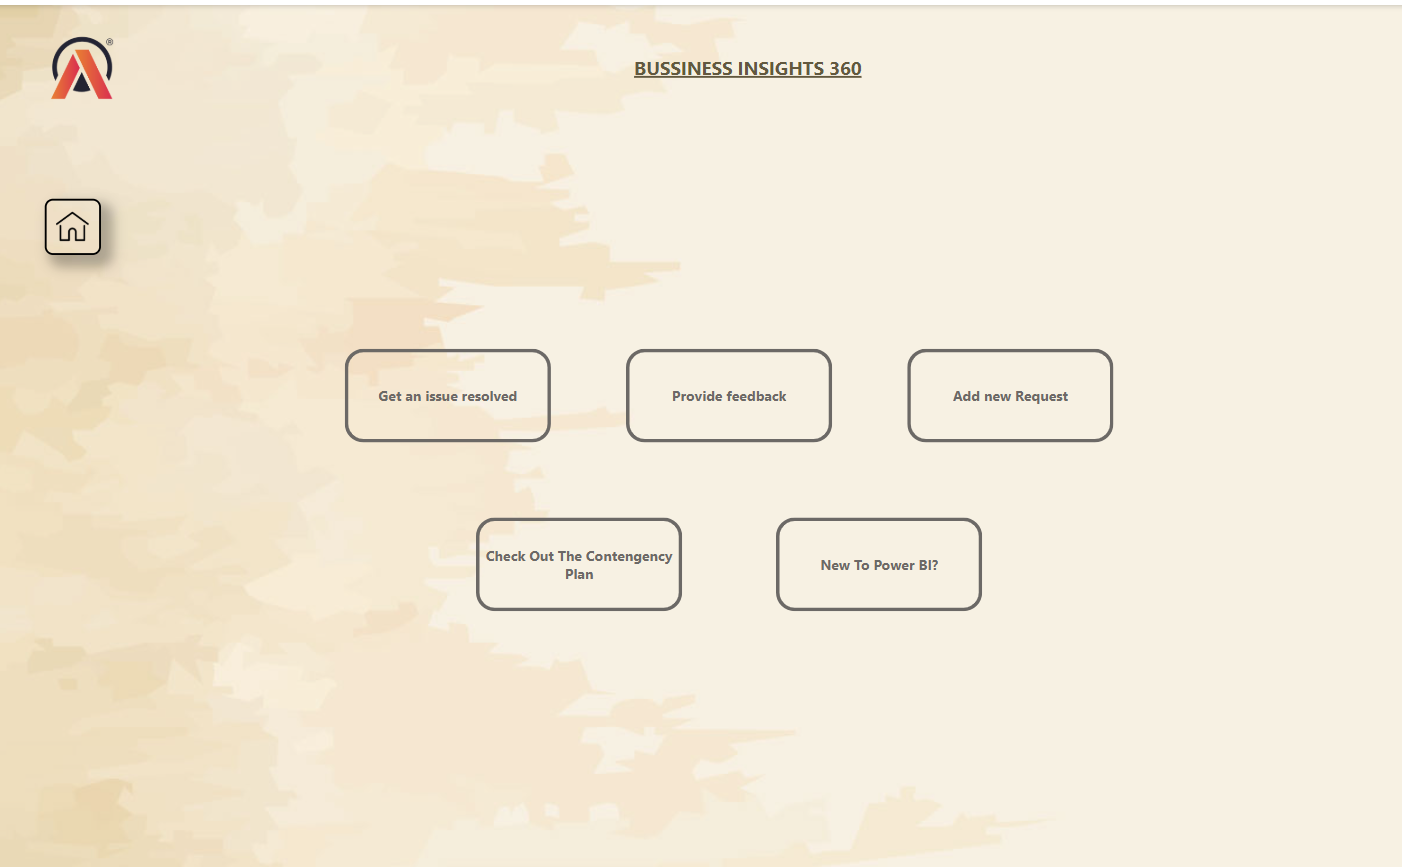 ®
BUSSINESS INSIGHTS 360
Get an issue resolved
Provide feedback
Add new Request
Check Out The Contengency
Plan
New To Power BI?